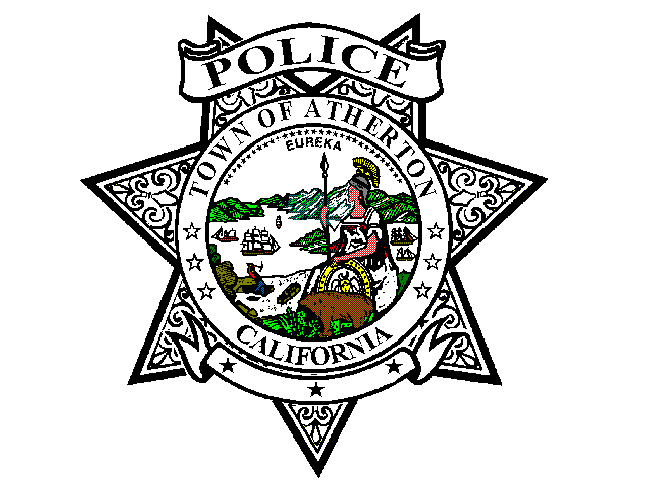 POLICE
TOWN OF ATHERTON
EUREKA
CALIFORNIA